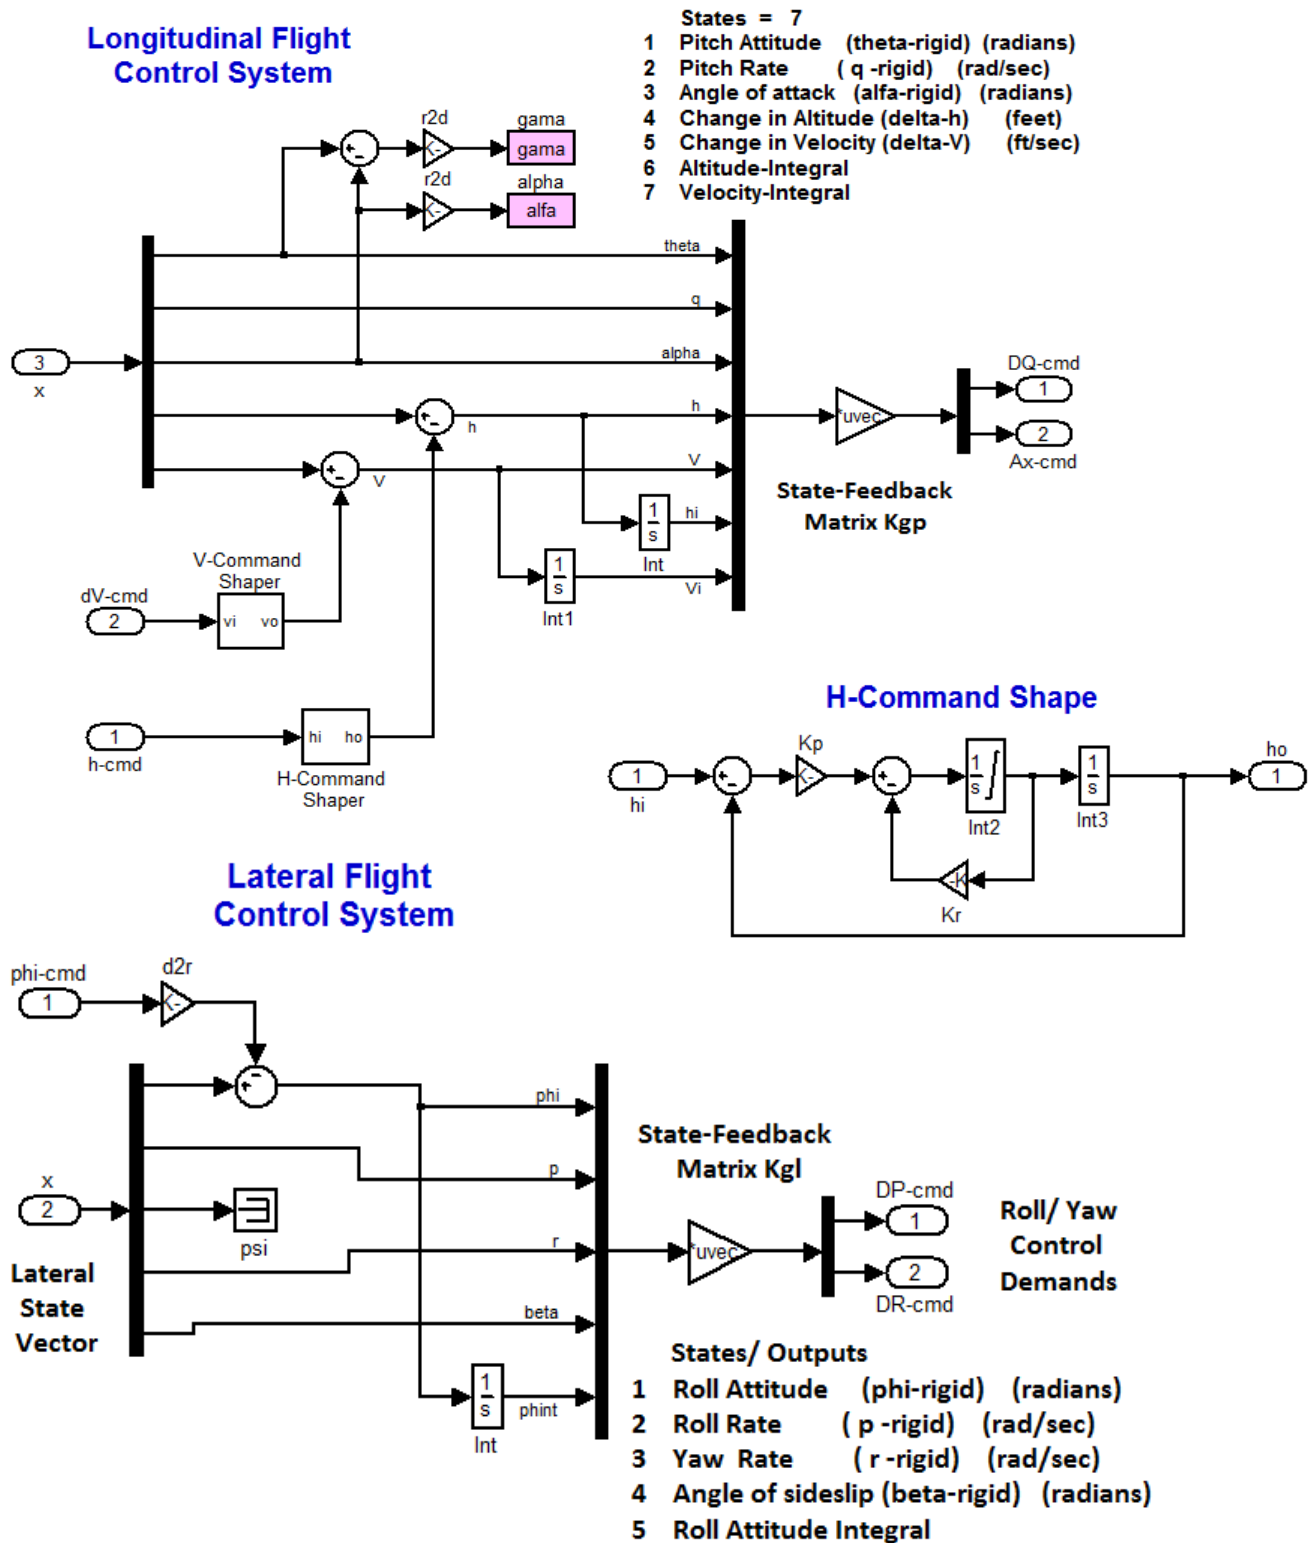 Longitudinal Flight
Control System
States = 7
1 Pitch Attitude (theta-rigid) (radians)
2 Pitch Rate ( q -rigid) (rad/sec)
3 Angle of attack (alfa-rigid) (radians)
4 Change in Altitude (delta-h) (feet)
5 Change in Velocity (delta-V) (ft/sec)
6 Altitude-Integral
7 Velocity-Integral
r2d
gama
K-
gama
r2d
alpha
K-
alfa
theta
q
3
x
alpha
h
h
V
V
*uvec
DQ-cmd
1
2
Ax-cmd
State-Feedback
Matrix Kgp
1
s
hi
Int
1
s
Vi
Int1
V-Command
Shaper
dV-cmd
2
vi vo
1
h-cmd
hi ho
H-Command
Shaper
H-Command Shape
1
hi
Kp
K-
1
s
Int2
1
s
Int3
ho
1
-K
Kr
Lateral Flight
Control System
phi-cmd
1
d2r
K-
phi
p
x
2
psi
r
beta
1
s
Int
phint
Lateral
State
Vector
State-Feedback
Matrix Kgl
*uvec
DP-cmd
1
2
DR-cmd
Roll/ Yaw
Control
Demands
States/ Outputs
1 Roll Attitude (phi-rigid) (radians)
2 Roll Rate ( p -rigid) (rad/sec)
3 Yaw Rate ( r -rigid) (rad/sec)
4 Angle of sideslip (beta-rigid) (radians)
5 Roll Attitude Integral